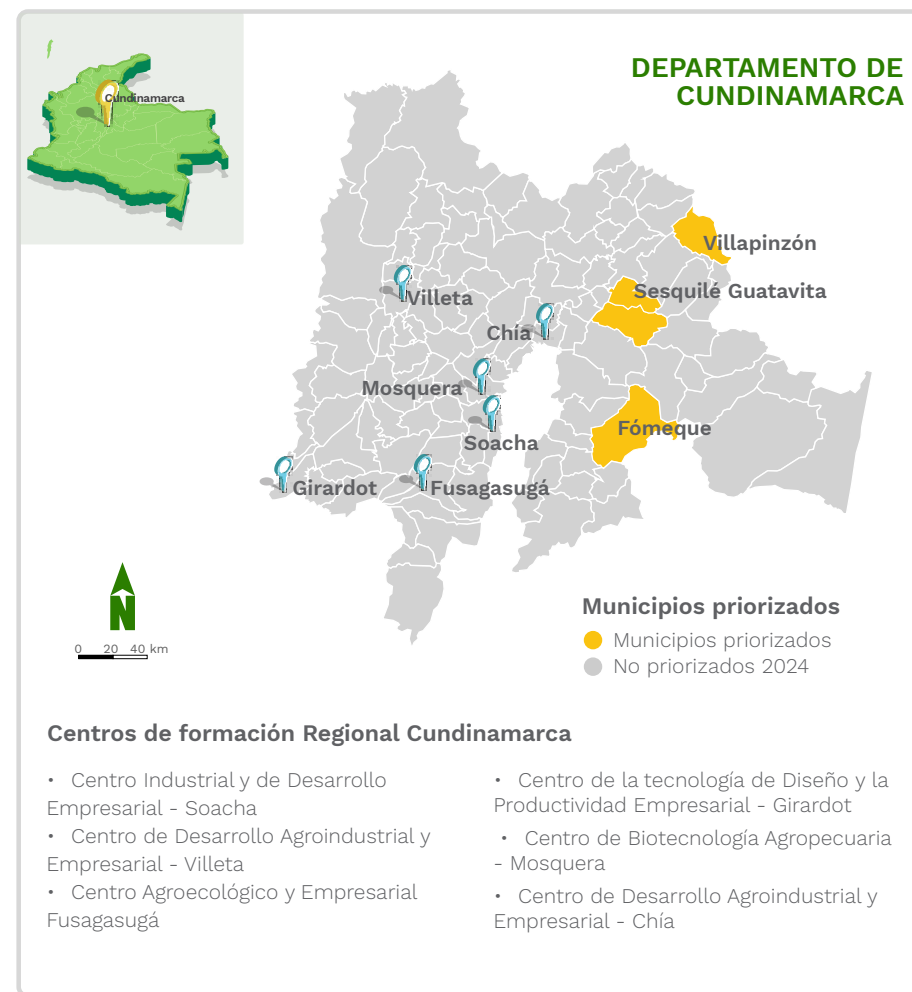 Cundinamarca
DEPARTAMENTO DE
CUNDINAMARCA
Villapinzón
Sesquilé Guatavita
Villeta
Chía
Mosquera
Fómeque
Soacha
Girardot
Fusagasugá
N
0 20 40 km
Municipios priorizados
Municipios priorizados
No priorizados 2024
Centros de formación Regional Cundinamarca
• Centro Industrial y de Desarrollo
Empresarial - Soacha
• Centro de Desarrollo Agroindustrial y
Empresarial - Villeta
• Centro Agroecológico y Empresarial
Fusagasugá
• Centro de la tecnología de Diseño y la
Productividad Empresarial - Girardot
• Centro de Biotecnología Agropecuaria
- Mosquera
• Centro de Desarrollo Agroindustrial y
Empresarial - Chía